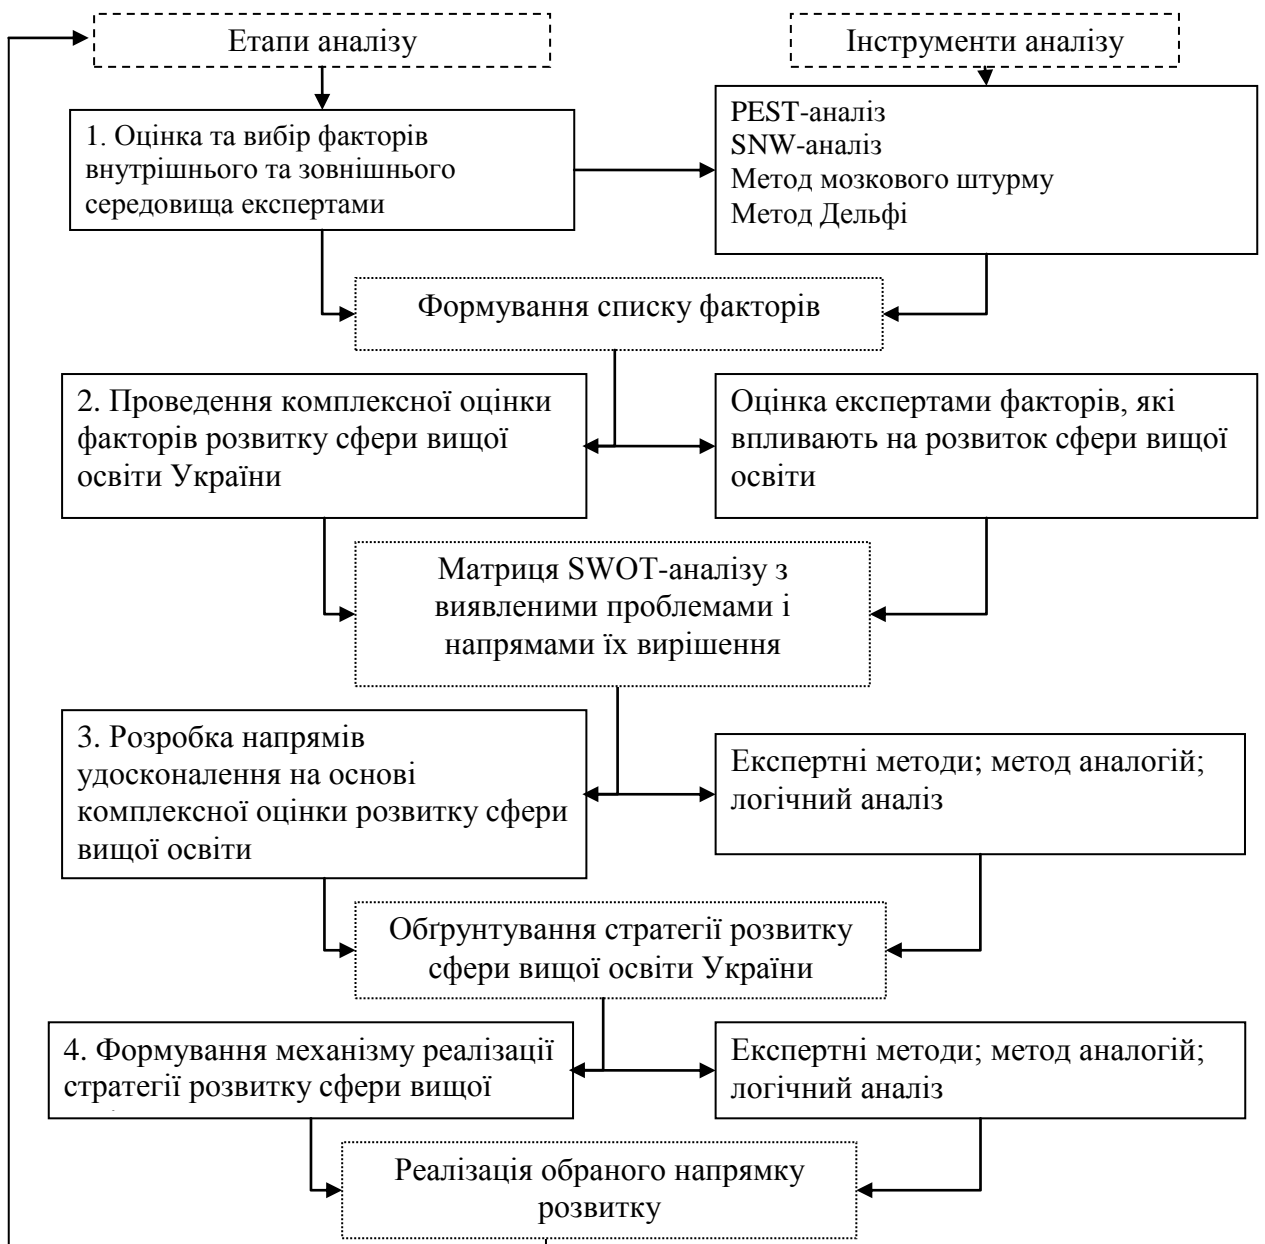 Етапи аналізу
Інструменти аналізу
1. Оцінка та вибір факторів
внутрішнього та зовнішнього
середовища експертами
PEST-аналіз
SNW-аналіз
Метод мозкового штурму
Метод Дельфі
Формування списку факторів
2. Проведення комплексної оцінки
факторів розвитку сфери вищої
освіти України
Оцінка експертами факторів, які
впливають на розвиток сфери вищої
освіти
Матриця SWOT-аналізу з
виявленими проблемами і
напрямами їх вирішення
3. Розробка напрямів
удосконалення на основі
комплексної оцінки розвитку сфери
вищої освіти
Експертні методи; метод аналогій;
логічний аналіз
Обґрунтування стратегії розвитку
сфери вищої освіти України
4. Формування механізму реалізації
стратегії розвитку сфери вищої
Експертні методи; метод аналогій;
логічний аналіз
Реалізація обраного напрямку
розвитку